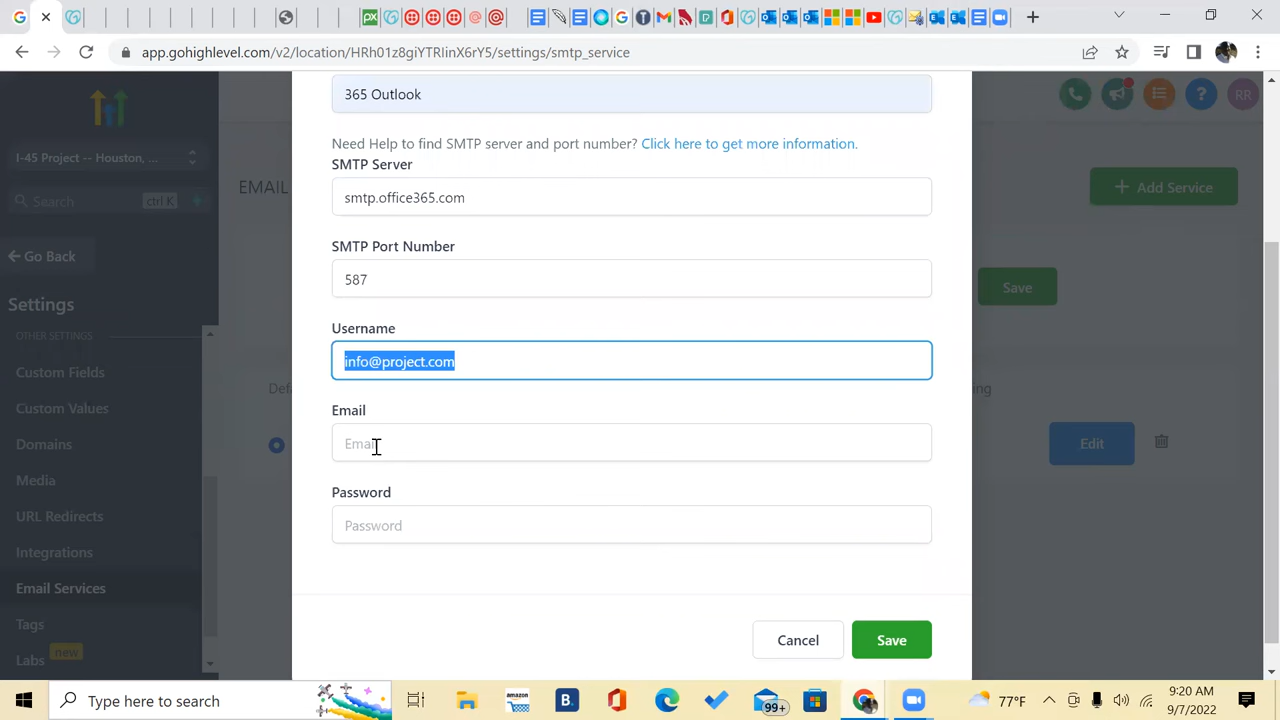 app.gohighlevel.com/v2/location/HRh01z8giYTRIinX6rY5/settings/smtp_service
I-45 Project -- Houston, ...
Search ctrl K
Go Back
Settings
OTHER SETTINGS
Custom Fields
Custom Values
Domains
Media
URL Redirects
Integrations
Email Services
Tags
Labs new
EMAIL
Add Service
RR
Save
Edit
365 Outlook
Need Help to find SMTP server and port number? Click here to get more information.
SMTP Server
smtp.office365.com
SMTP Port Number
587
Username
info@project.com
Email
Email
Password
Password
Cancel
Save
Type here to search
amazon
B.
99+
77°F
9:20 AM
9/7/2022